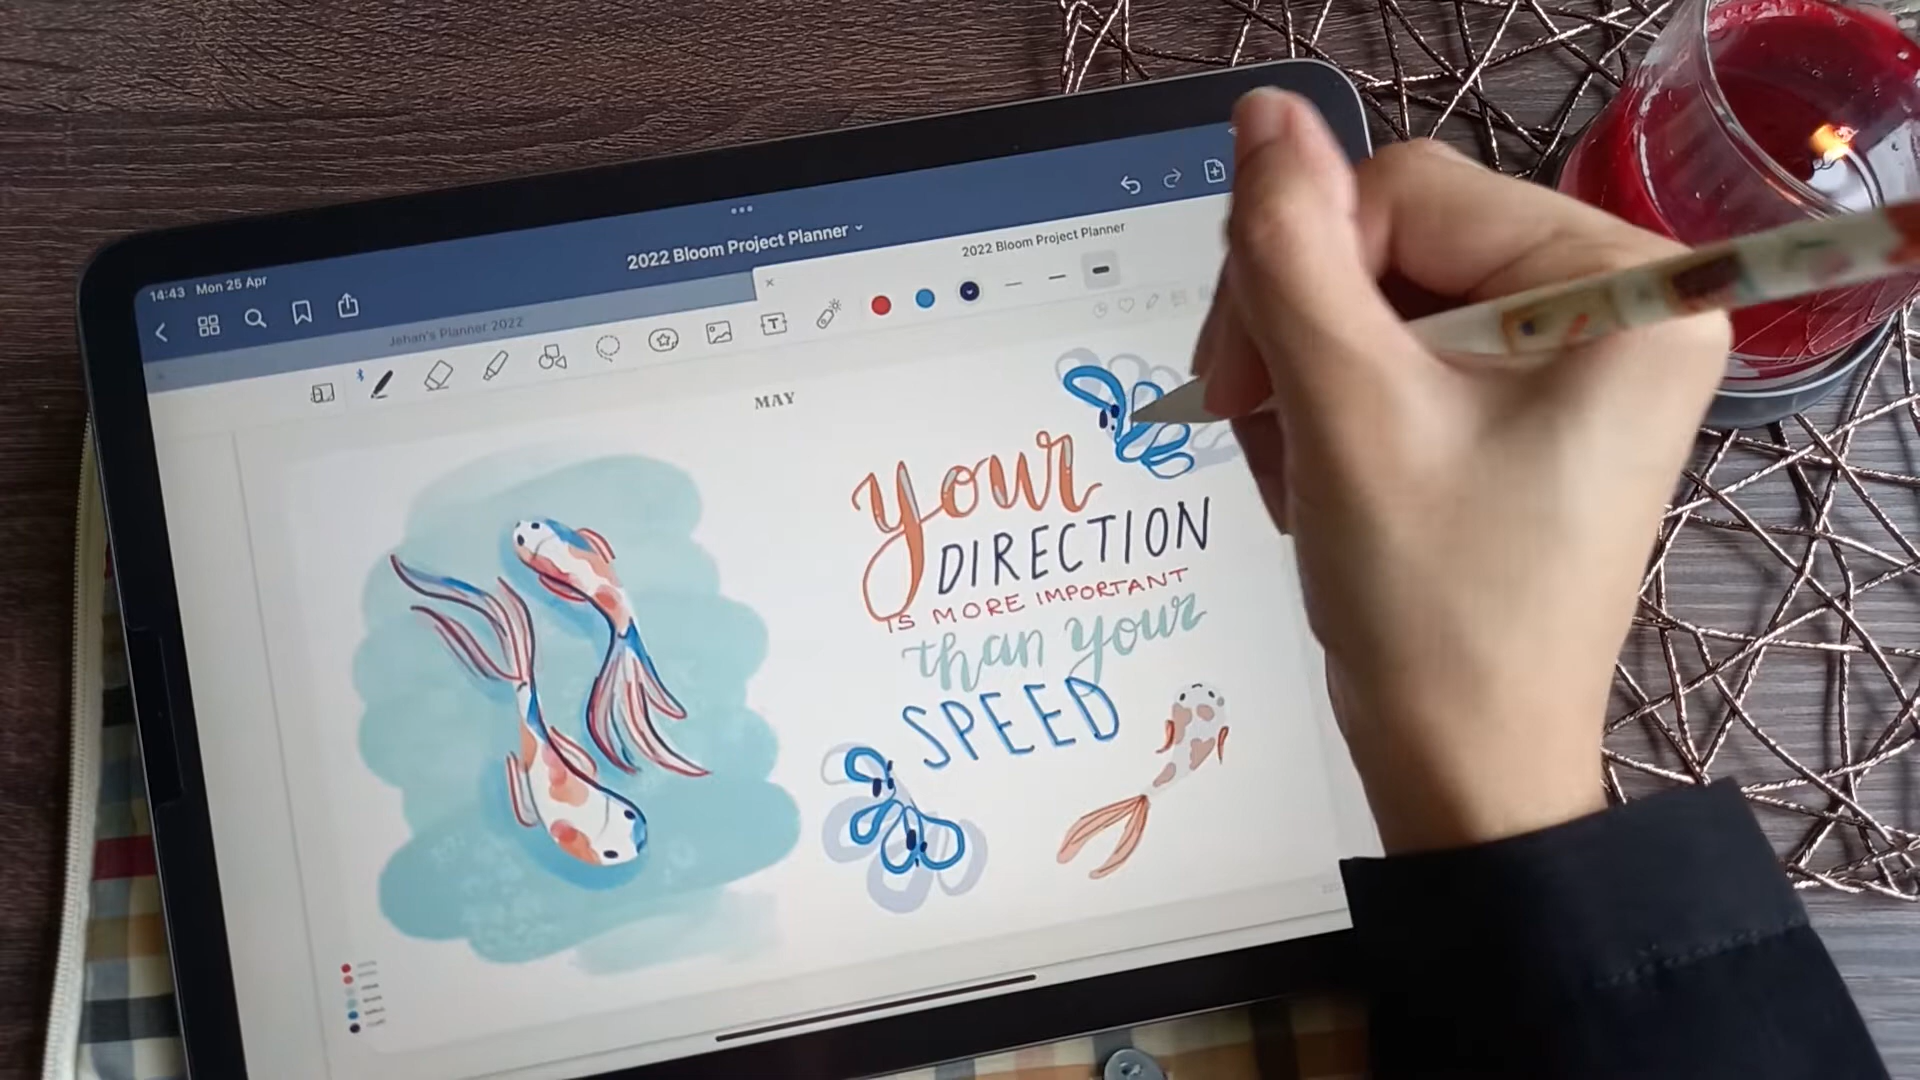 14:43 Mon 25 Apr
2022 Bloom Project Planner
Jehan's Planner 2022
2022 Bloom Project Planner
T
MAY
your
DIRECTION
IS MORE IMPORTANT
than your
SPEED